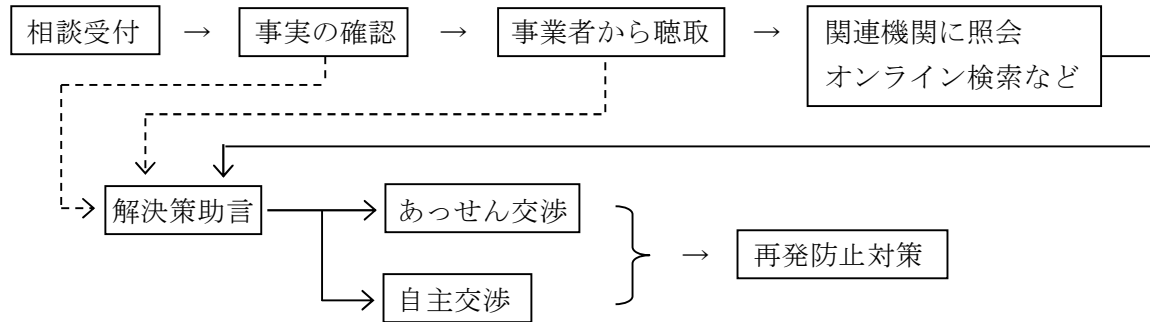 相談受付 → 事実の確認 → 事業者から聴取 → 関連機関に照会
オンライン検索など
解決策助言
あっせん交渉
自主交渉
→ 再発防止対策